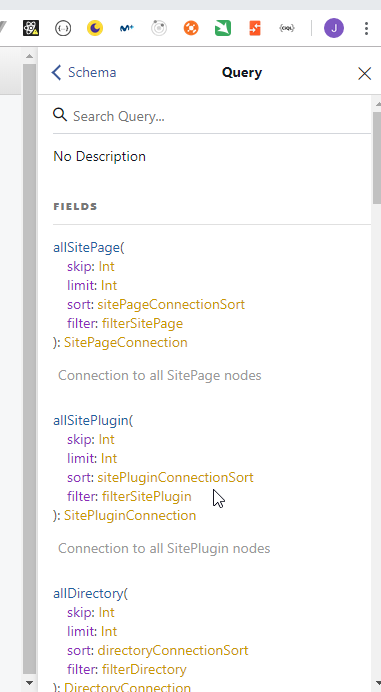 J
Schema
Query
Search Query...
No Description
FIELDS
allSitePage(
skip: Int
limit: Int
sort: sitePageConnectionSort
filter: filterSitePage
): SitePageConnection
Connection to all SitePage nodes
allSitePlugin(
skip: Int
limit: Int
sort: sitePluginConnectionSort
filter: filterSitePlugin
): SitePluginConnection
Connection to all SitePlugin nodes
allDirectory(
skip: Int
limit: Int
sort: directoryConnectionSort
filter: filterDirectory
): DirectoryConnection